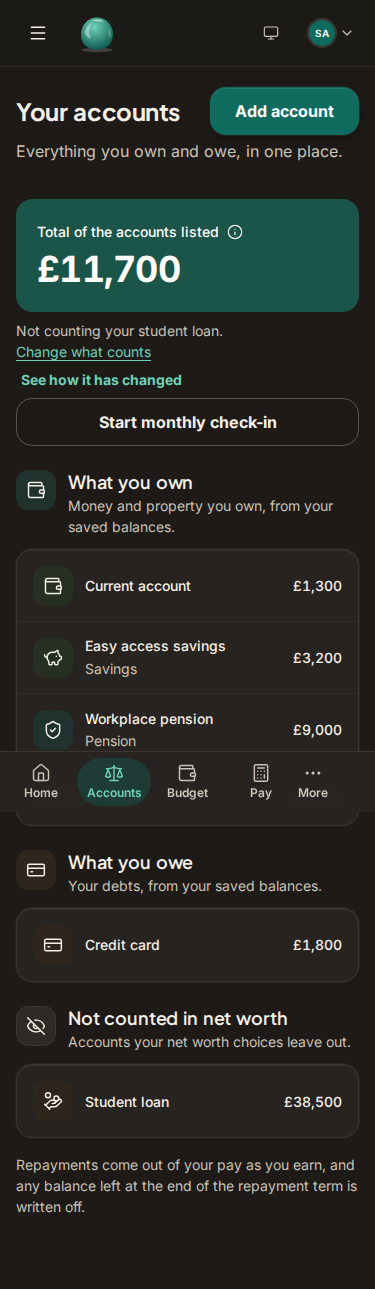 SA
Your accounts
Add account
Everything you own and owe, in one place.
Total of the accounts listed
£11,700
Not counting your student loan.
Change what counts
See how it has changed
Start monthly check-in
What you own
Money and property you own, from your
saved balances.
Current account
£1,300
Easy access savings
Savings
£3,200
Workplace pension
Pension
£9,000
Home
Accounts
Budget
Pay
More
What you owe
Your debts, from your saved balances.
Credit card
£1,800
Not counted in net worth
Accounts your net worth choices leave out.
Student loan
£38,500
Repayments come out of your pay as you earn, and
any balance left at the end of the repayment term is
written off.